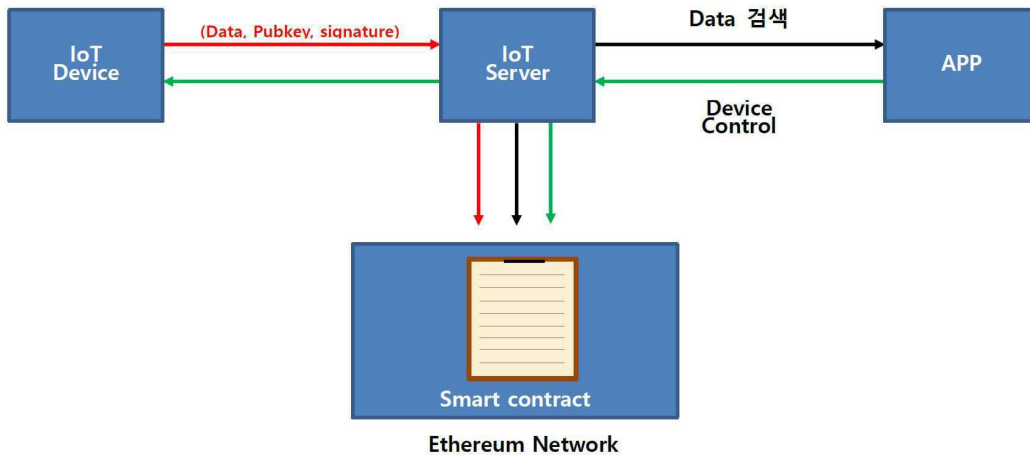 (Data, Pubkey, signature)
Data 검색
IoT
Device
IoT
Server
APP
Device
Control
Smart contract
Ethereum Network